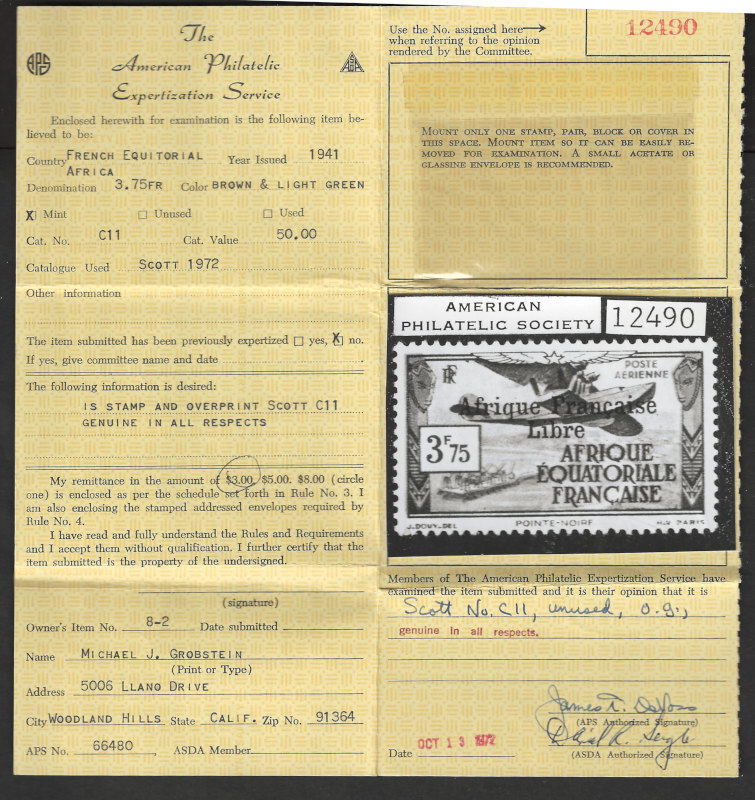 APS
The
American Philatelic
Expertization Service
ASDA
Enclosed herewith for examination is the following item be-
lieved to be:
Country FRENCH EQUITORIAL AFRICA Year Issued 1941
Denomination 3.75FR Color BROWN & LIGHT GREEN
X Mint Unused Used
Cat. No. C11 Cat. Value 50.00
Catalogue Used SCOTT 1972
Other information
The item submitted has been previously expertized yes, X no.
If yes, give committee name and date
The following information is desired:
IS STAMP AND OVERPRINT SCOTT C11
GENUINE IN ALL RESPECTS
My remittance in the amount of $3.00, $5.00. $8.00 (circle
one) is enclosed as per the schedule set forth in Rule No. 3. I
am also enclosing the stamped addressed envelopes required by
Rule No. 4.
I have read and fully understand the Rules and Requirements
and I accept them without qualification. I further certify that the
item submitted is the property of the undersigned.
(signature)
Owner's Item No. 8-2 Date submitted
Name MICHAEL J. GROBSTEIN
(Print or Type)
Address 5006 LLANO DRIVE
City WOODLAND HILLS State CALIF. Zip No. 91364
APS No. 66480, ASDA Member
Use the No. assigned here
when referring to the opinion
rendered by the Committee.
12490
MOUNT ONLY ONE STAMP, PAIR, BLOCK OR COVER IN
THIS SPACE. MOUNT ITEM SO IT CAN BE EASILY RE-
MOVED FOR EXAMINATION. A SMALL ACETATE OR
GLASSINE ENVELOPE IS RECOMMENDED.
AMERICAN
PHILATELIC SOCIETY
12490
RF
POSTE
AÉRIENNE
Afrique Française
Libre
3F75
AFRIQUE
ÉQUATORIALE
FRANÇAISE
J. DOUY-DEL POINTE-NOIRE H-V PARIS
Members of The American Philatelic Expertization Service have
examined the item submitted and it is their opinion that it is
Scott No. C11, unused, o.g.,
genuine in all respects.
James T. DeVoss
(APS Authorized Signature)
Date OCT 13 1972
(ASDA Authorized Signature)